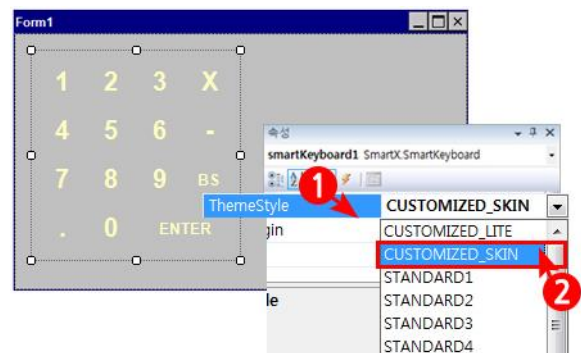 Form1
1 2 3 X
4 5 6 -
7 8 9 BS
. 0 ENTER
속성
smartKeyboard1 SmartX.SmartKeyboard
1
ThemeStyle CUSTOMIZED_SKIN
gin
CUSTOMIZED_LITE
CUSTOMIZED_SKIN
2
STANDARD1
le
STANDARD2
STANDARD3
STANDARD4